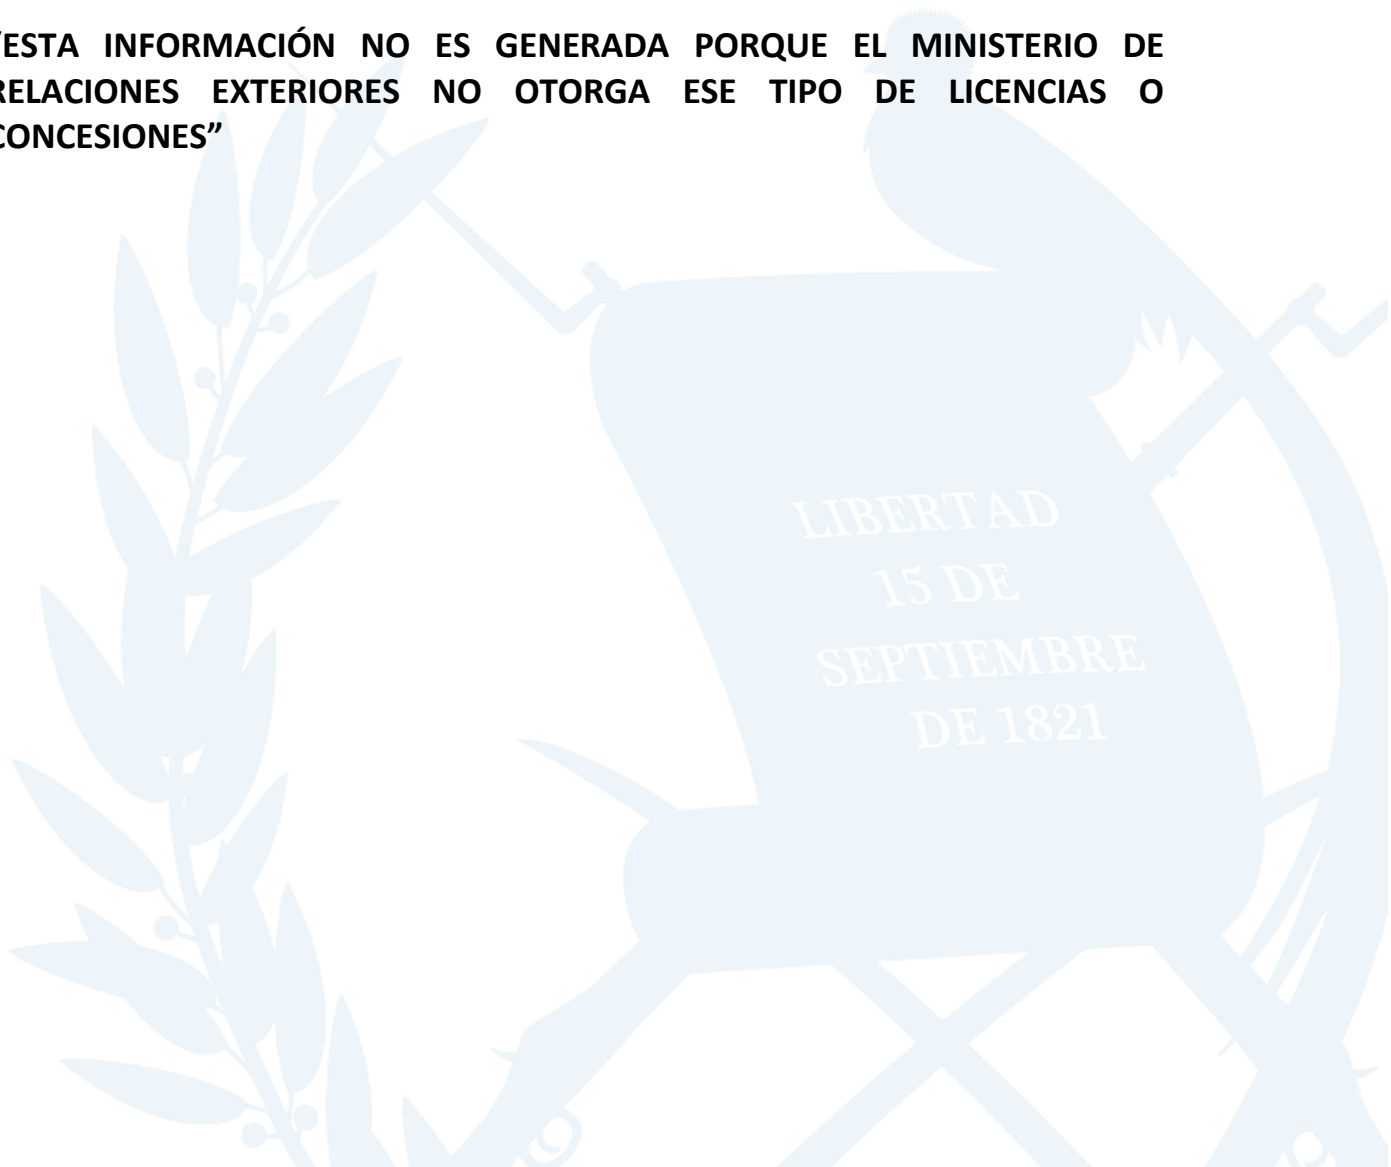 “ESTA INFORMACIÓN NO ES GENERADA PORQUE EL MINISTERIO DE
RELACIONES EXTERIORES NO OTORGA ESE TIPO DE LICENCIAS O
CONCESIONES”
LIBERTAD
15 DE
SEPTIEMBRE
DE 1821